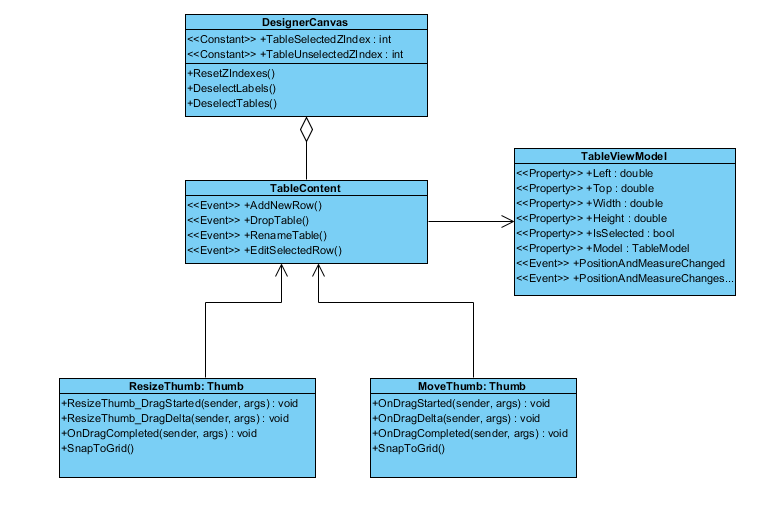 DesignerCanvas
<<Constant>> +TableSelectedZIndex : int
<<Constant>> +TableUnselectedZIndex : int
+ResetZIndexes()
+DeselectLabels()
+DeselectTables()
TableContent
<<Event>> +AddNewRow()
<<Event>> +DropTable()
<<Event>> +RenameTable()
<<Event>> +EditSelectedRow()
TableViewModel
<<Property>> +Left : double
<<Property>> +Top : double
<<Property>> +Width : double
<<Property>> +Height : double
<<Property>> +IsSelected : bool
<<Property>> +Model : TableModel
<<Event>> +PositionAndMeasureChanged
<<Event>> +PositionAndMeasureChanges...
ResizeThumb: Thumb
+ResizeThumb_DragStarted(sender, args) : void
+ResizeThumb_DragDelta(sender, args) : void
+OnDragCompleted(sender, args) : void
+SnapToGrid()
MoveThumb: Thumb
+OnDragStarted(sender, args) : void
+OnDragDelta(sender, args) : void
+OnDragCompleted(sender, args) : void
+SnapToGrid()